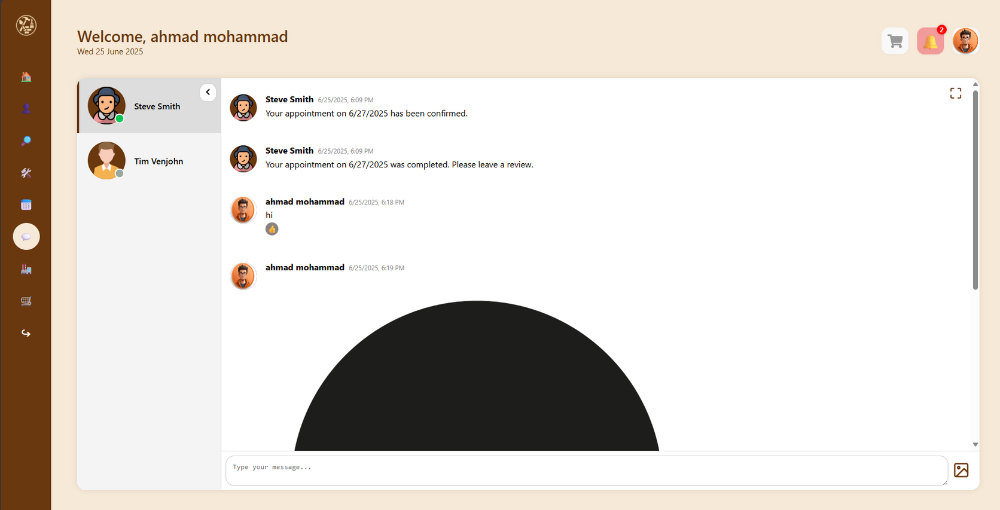 Welcome, ahmad mohammad
Wed 25 June 2025
2
Steve Smith
Tim Venjohn
Steve Smith 6/25/2025, 6:09 PM
Your appointment on 6/27/2025 has been confirmed.
Steve Smith 6/25/2025, 6:09 PM
Your appointment on 6/27/2025 was completed. Please leave a review.
ahmad mohammad 6/25/2025, 6:18 PM
hi
👍
ahmad mohammad 6/25/2025, 6:19 PM
Type your message...